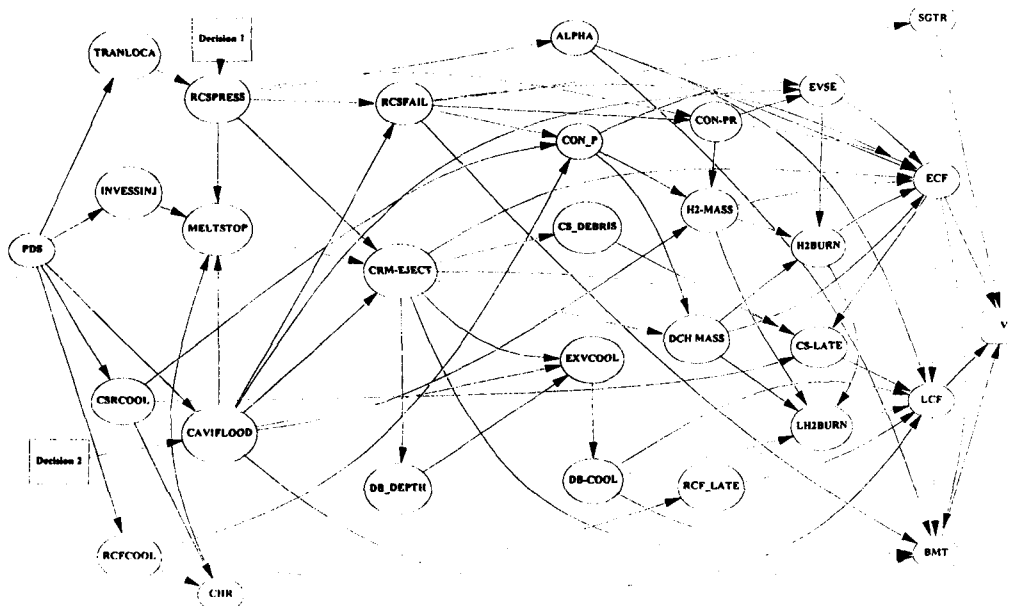 SGTR
Decision 1
ALPHA
TRANLOCA
EVSE
RCSPRESS
RCSFAIL
CON-PR
CON_P
ECF
INVESSINJ
H2-MASS
MELTSTOP
CS_DEBRIS
PDS
H2BURN
CRM-EJECT
V
DCH MASS
CS-LATE
EXVCOOL
CSRCOOL
LCF
CAVIFLOOD
LH2BURN
Decision 2
DB_DEPTH
DB-COOL
RCF_LATE
RCFCOOL
BMT
CHR